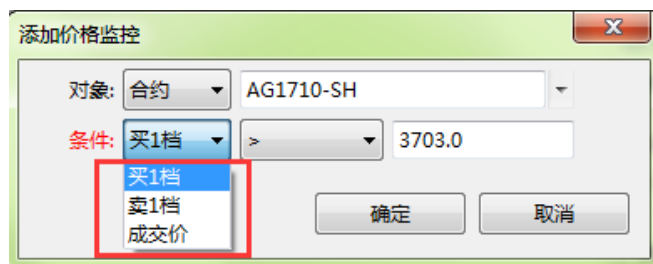 添加价格监控
对象: 合约 AG1710-SH
条件: 买1档 > 3703.0
买1档
卖1档
成交价
确定 取消